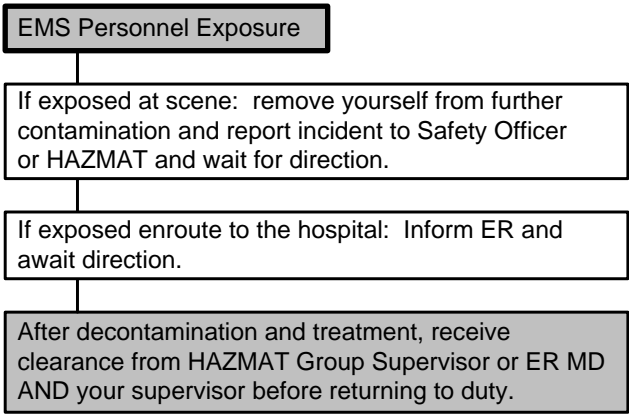 EMS Personnel Exposure
If exposed at scene:  remove yourself from further
contamination and report incident to Safety Officer
or HAZMAT and wait for direction.
If exposed enroute to the hospital:  Inform ER and
await direction.
After decontamination and treatment, receive
clearance from HAZMAT Group Supervisor or ER MD
AND your supervisor before returning to duty.